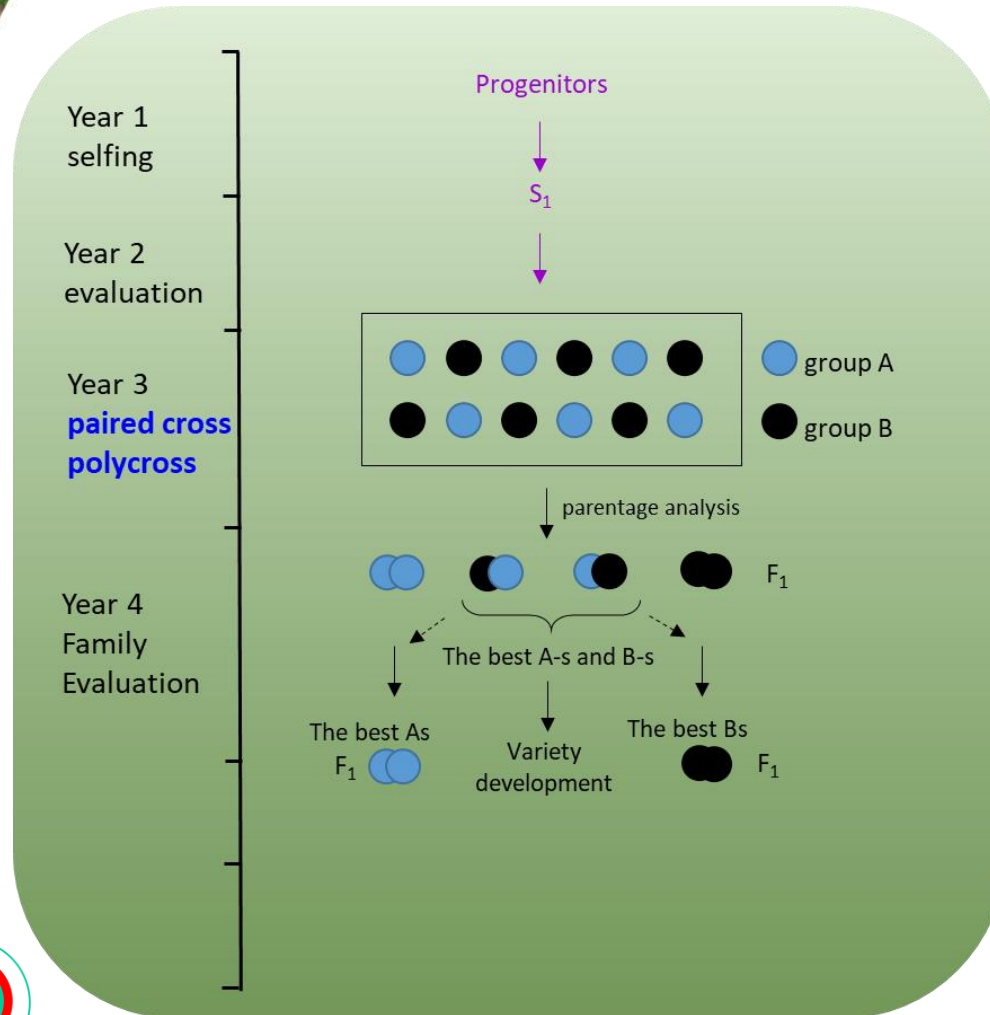 Year 1
selfing
Year 2
evaluation
Year 3
paired cross
polycross
Year 4
Family
Evaluation
Progenitors
S₁
group A
group B
parentage analysis
F₁
The best A-s and B-s
The best As
F₁
Variety
development
The best Bs
F₁